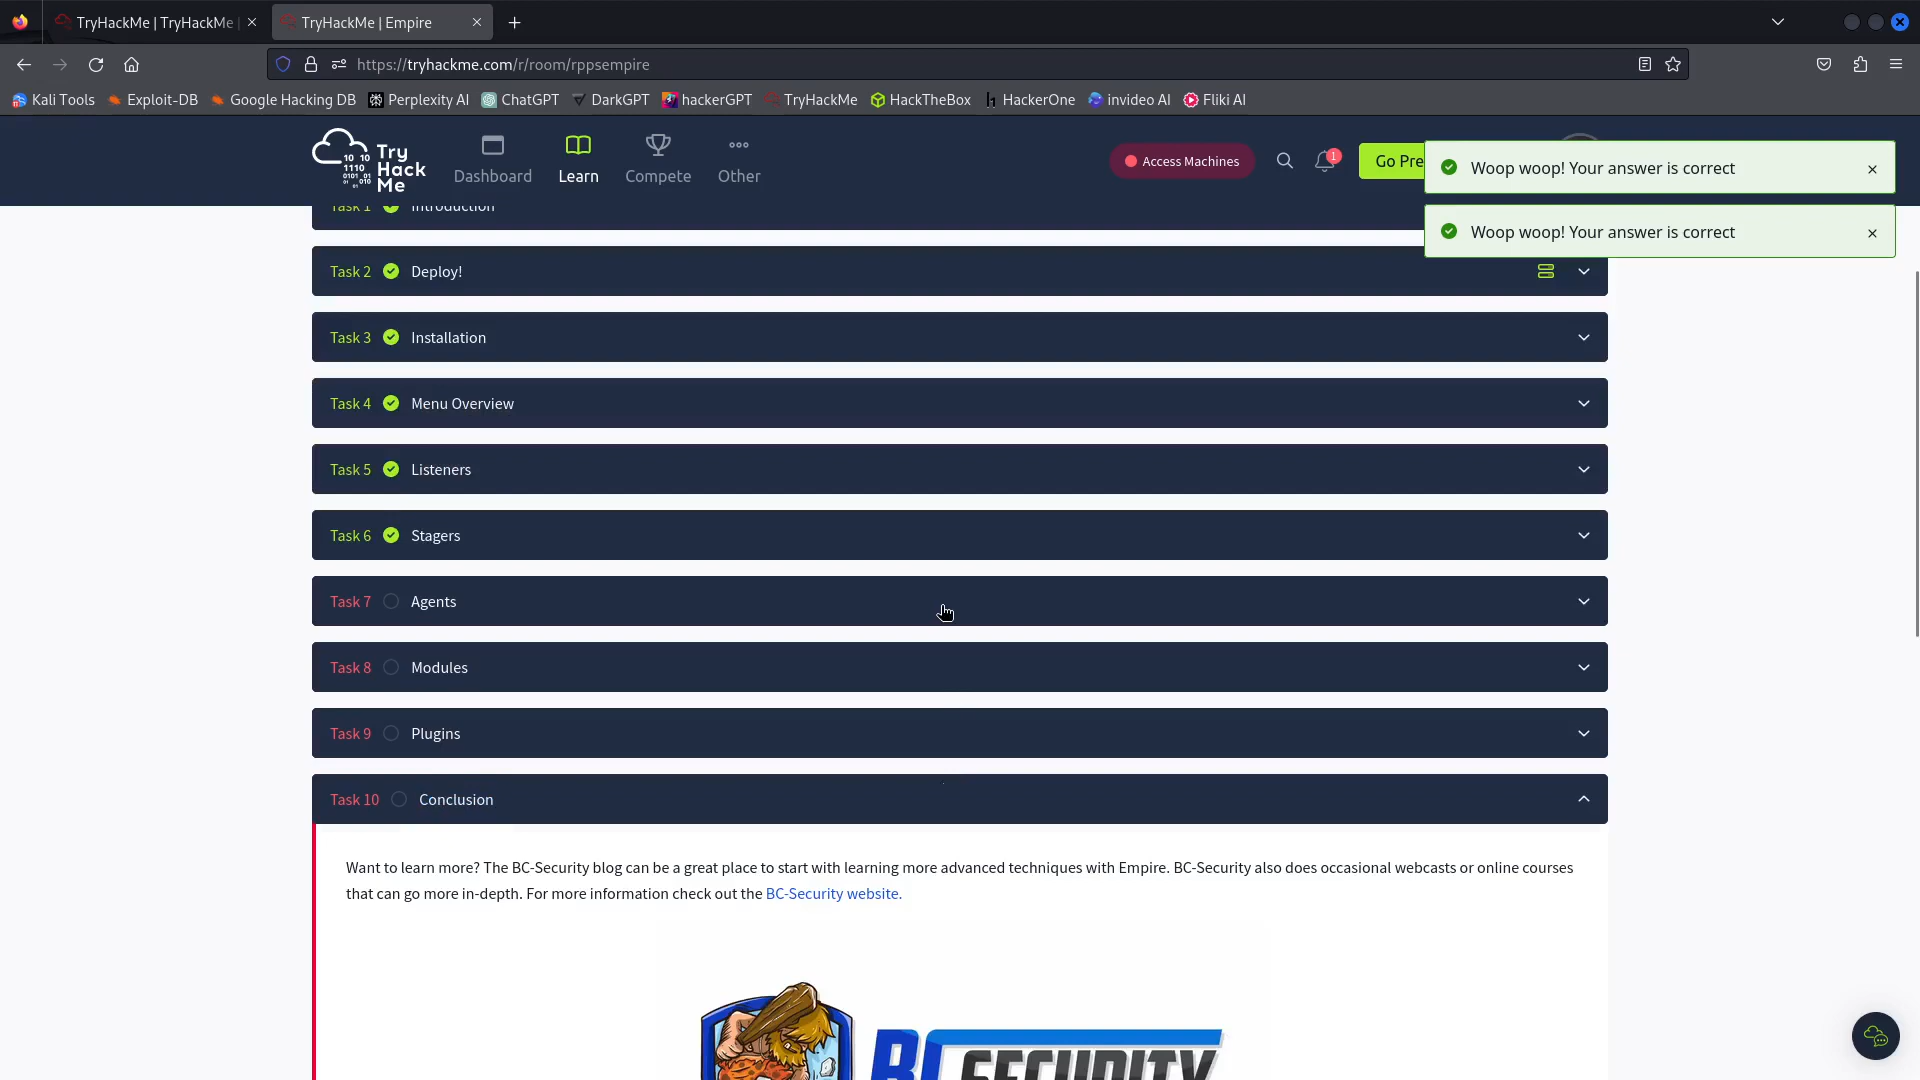 TryHackMe | TryHackMe
TryHackMe | Empire
https://tryhackme.com/r/room/rppsempire
Kali Tools
Exploit-DB
Google Hacking DB
Perplexity AI
ChatGPT
DarkGPT
hackerGPT
TryHackMe
HackTheBox
HackerOne
invideo AI
Fliki AI
Try
Hack
Me
Dashboard
Learn
Compete
Other
Access Machines
1
Go Pre
Woop woop! Your answer is correct
Woop woop! Your answer is correct
Task 1 Introduction
Task 2 Deploy!
Task 3 Installation
Task 4 Menu Overview
Task 5 Listeners
Task 6 Stagers
Task 7 Agents
Task 8 Modules
Task 9 Plugins
Task 10 Conclusion
Want to learn more? The BC-Security blog can be a great place to start with learning more advanced techniques with Empire. BC-Security also does occasional webcasts or online courses
that can go more in-depth. For more information check out the BC-Security website.
BC SECURITY